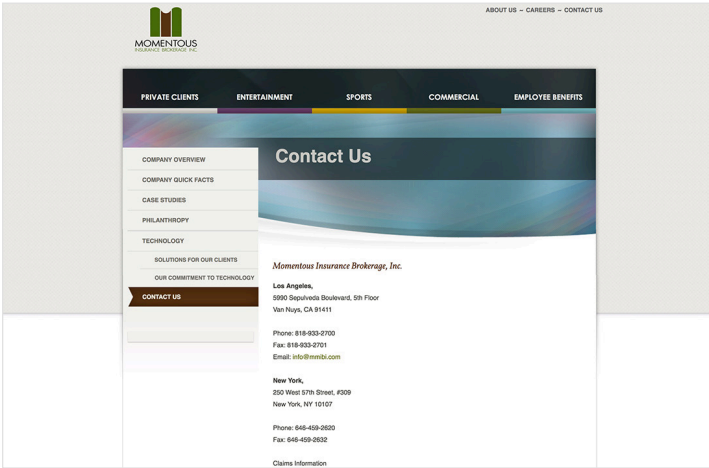 MOMENTOUS
INSURANCE BROKERAGE INC.
ABOUT US ~ CAREERS ~ CONTACT US
PRIVATE CLIENTS
ENTERTAINMENT
SPORTS
COMMERCIAL
EMPLOYEE BENEFITS
Contact Us
COMPANY OVERVIEW
COMPANY QUICK FACTS
CASE STUDIES
PHILANTHROPY
TECHNOLOGY
SOLUTIONS FOR OUR CLIENTS
OUR COMMITMENT TO TECHNOLOGY
CONTACT US
Momentous Insurance Brokerage, Inc.
Los Angeles,
5990 Sepulveda Boulevard, 5th Floor
Van Nuys, CA 91411
Phone: 818-933-2700
Fax: 818-933-2701
Email: info@mmibi.com
New York,
250 West 57th Street, #309
New York, NY 10107
Phone: 646-459-2620
Fax: 646-459-2632
Claims Information